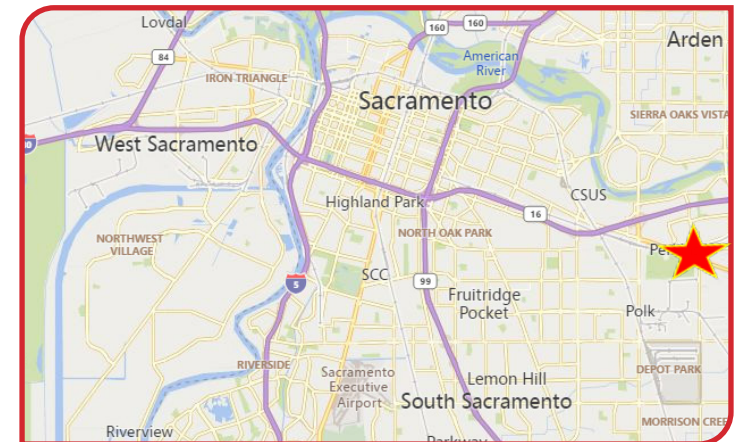 Lovdal
160
160
Arden
84
American
River
IRON TRIANGLE
Sacramento
SIERRA OAKS VISTA
West Sacramento
CSUS
Highland Park
16
NORTHWEST
VILLAGE
NORTH OAK PARK
SCC
5
99
Fruitridge
Pocket
Polk
RIVERSIDE
Sacramento
Executive
Airport
Lemon Hill
DEPOT PARK
South Sacramento
Riverview
MORRISON CREE
Parkway